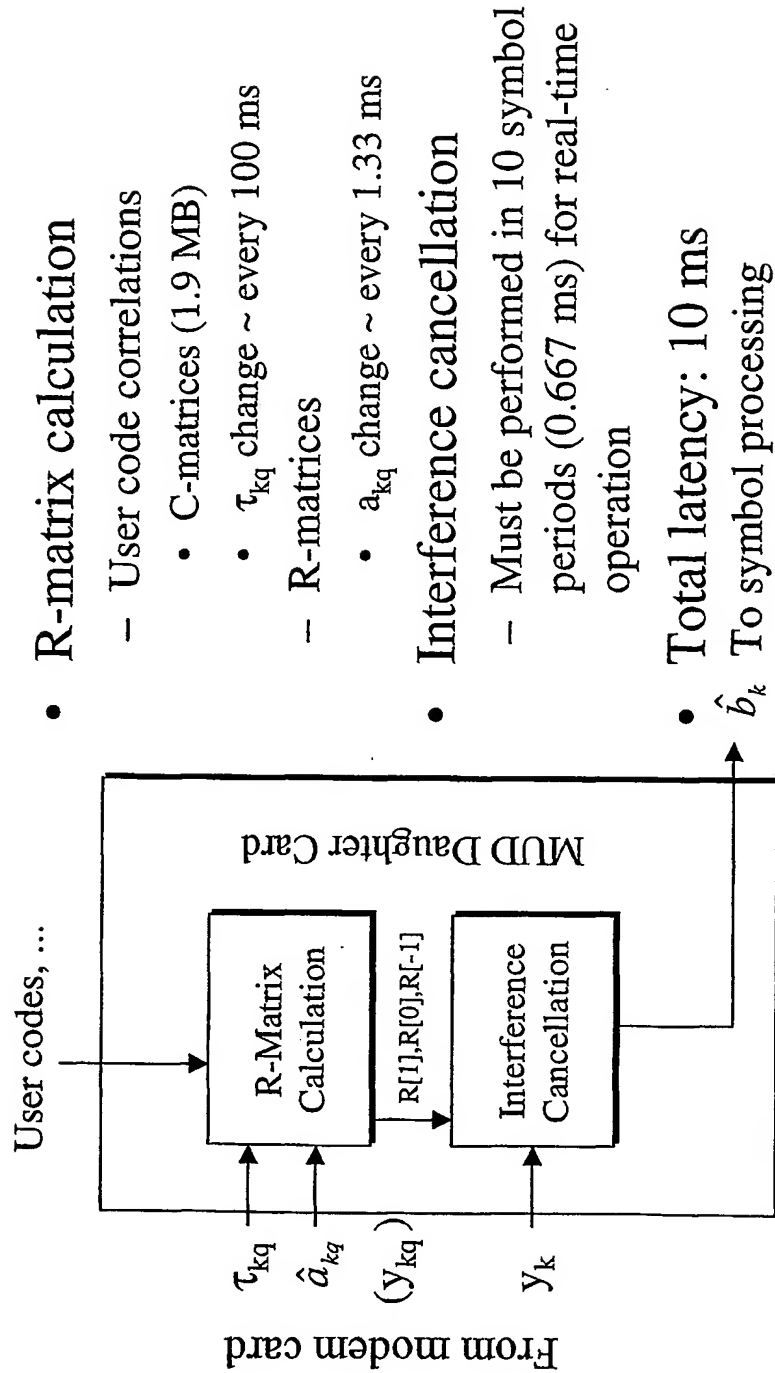 User codes, ...
From modem card
τ_kq
â_kq
(y_kq)
y_k
R-Matrix
Calculation
R[1],R[0],R[-1]
Interference
Cancellation
MUD Daughter Card
b̂_k To symbol processing
• R-matrix calculation
– User code correlations
• C-matrices (1.9 MB)
• τ_kq change ~ every 100 ms
– R-matrices
• a_kq change ~ every 1.33 ms
• Interference cancellation
– Must be performed in 10 symbol
periods (0.667 ms) for real-time
operation
• Total latency: 10 ms